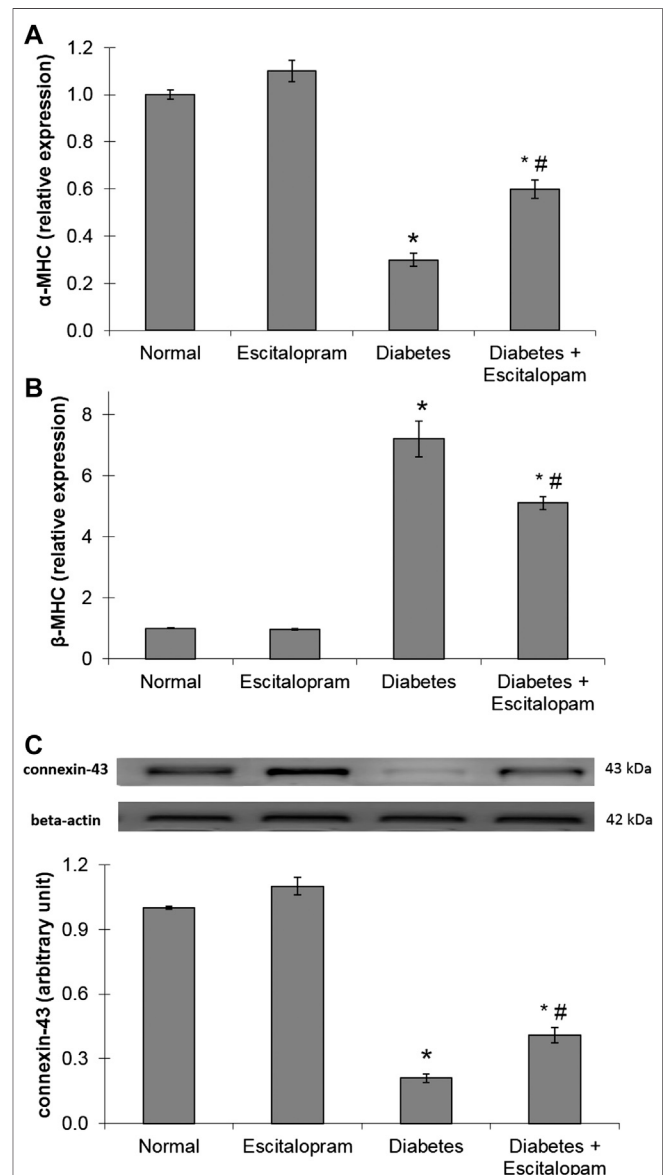 A
α-MHC (relative expression)
1.2
1.0
0.8
0.6
0.4
0.2
0.0
*
* #
Normal Escitalopram Diabetes Diabetes +
Escitalopam
B
β-MHC (relative expression)
8
6
4
2
0
*
* #
Normal Escitalopram Diabetes Diabetes +
Escitalopam
C
connexin-43 43 kDa
beta-actin 42 kDa
connexin-43 (arbitrary unit)
1.2
0.9
0.6
0.3
0.0
*
* #
Normal Escitalopram Diabetes Diabetes +
Escitalopam